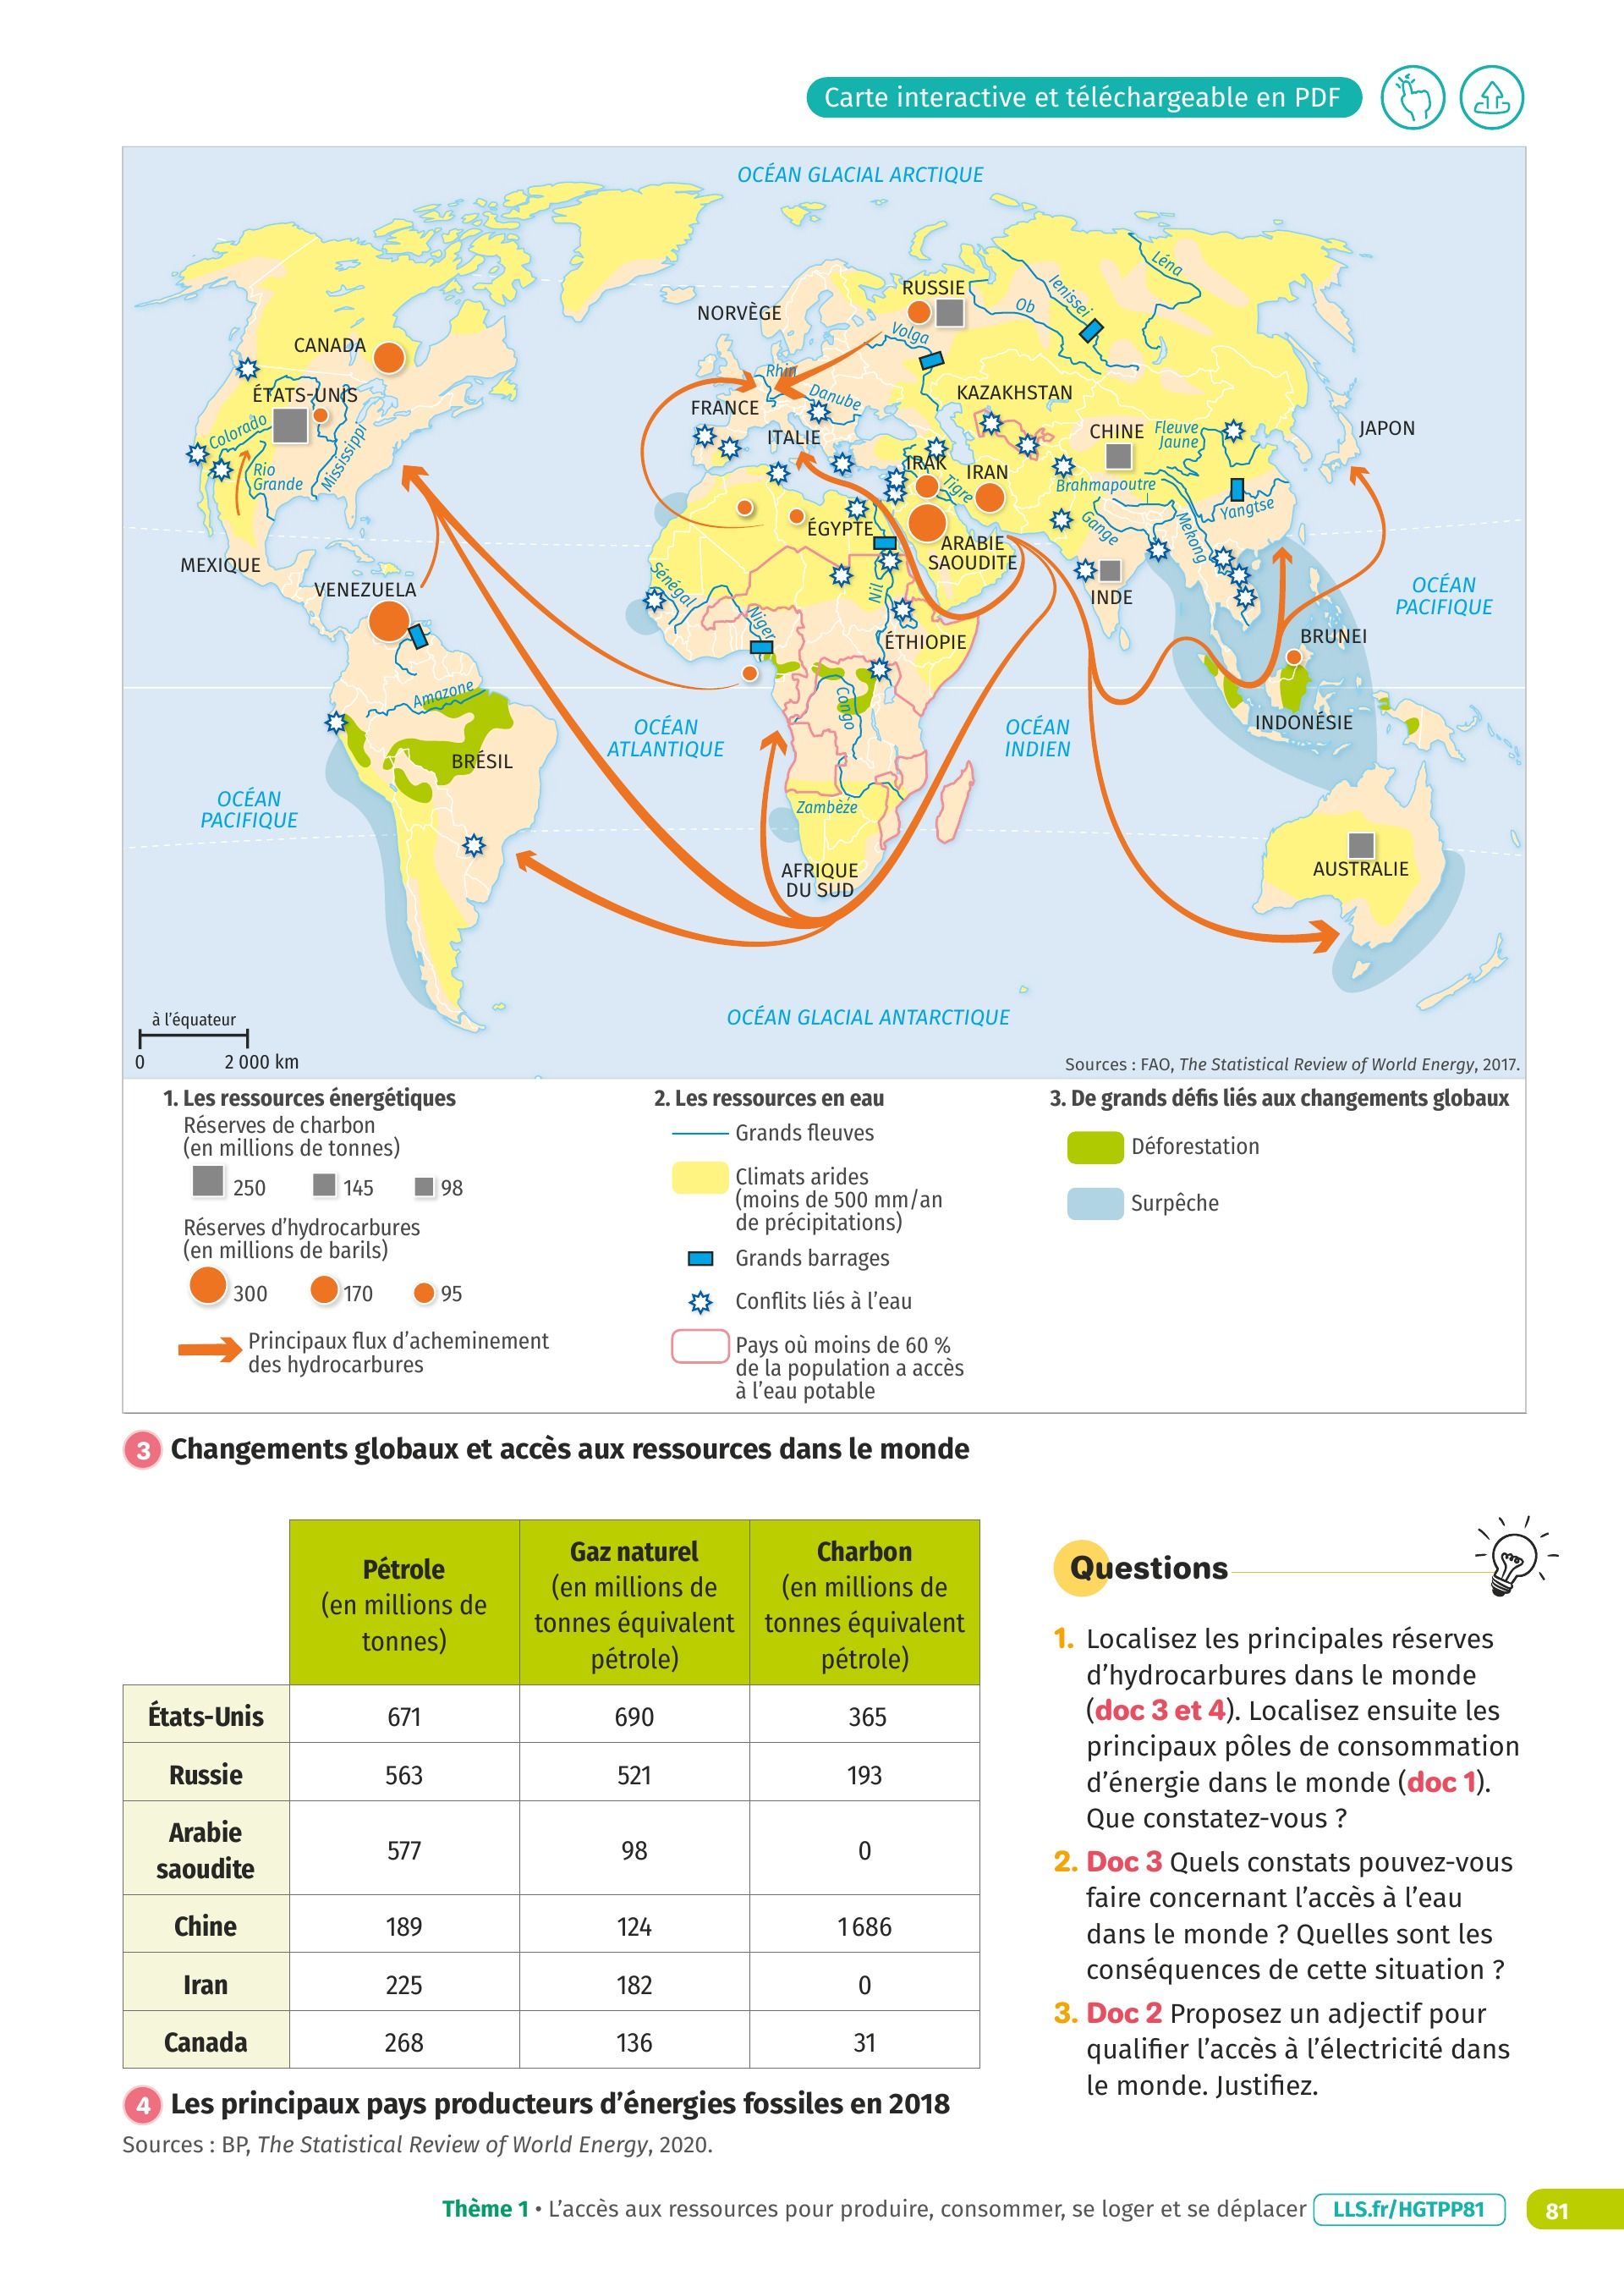 Carte interactive et téléchargeable en PDF
OCÉAN GLACIAL ARCTIQUE
Léna
Ienisseï
Ob
RUSSIE
NORVÈGE
Volga
CANADA
Rhin
Danube
KAZAKHSTAN
ÉTATS-UNIS
FRANCE
ITALIE
CHINE
Fleuve
Jaune
JAPON
Colorado
Mississippi
Rio
Grande
IRAK
IRAN
Tigre
Brahmapoutre
Yangtse
Gange
Mekong
ÉGYPTE
ARABIE
SAOUDITE
MEXIQUE
VENEZUELA
Sénégal
Niger
Nil
INDE
OCÉAN
PACIFIQUE
ÉTHIOPIE
BRUNEI
Amazone
Congo
OCÉAN
ATLANTIQUE
OCÉAN
INDIEN
INDONÉSIE
BRÉSIL
OCÉAN
PACIFIQUE
Zambèze
AFRIQUE
DU SUD
AUSTRALIE
OCÉAN GLACIAL ANTARCTIQUE
à l'équateur
0 2 000 km
Sources : FAO, The Statistical Review of World Energy, 2017.
1. Les ressources énergétiques
Réserves de charbon
(en millions de tonnes)
250 145 98
Réserves d'hydrocarbures
(en millions de barils)
300 170 95
Principaux flux d'acheminement
des hydrocarbures
2. Les ressources en eau
Grands fleuves
Climats arides
(moins de 500 mm/an
de précipitations)
Grands barrages
Conflits liés à l'eau
Pays où moins de 60 %
de la population a accès
à l'eau potable
3. De grands défis liés aux changements globaux
Déforestation
Surpêche
3 Changements globaux et accès aux ressources dans le monde
Pétrole
(en millions de
tonnes)
Gaz naturel
(en millions de
tonnes équivalent
pétrole)
Charbon
(en millions de
tonnes équivalent
pétrole)
États-Unis 671 690 365
Russie 563 521 193
Arabie
saoudite 577 98 0
Chine 189 124 1 686
Iran 225 182 0
Canada 268 136 31
4 Les principaux pays producteurs d'énergies fossiles en 2018
Sources : BP, The Statistical Review of World Energy, 2020.
Questions
1. Localisez les principales réserves
d'hydrocarbures dans le monde
(doc 3 et 4). Localisez ensuite les
principaux pôles de consommation
d'énergie dans le monde (doc 1).
Que constatez-vous ?
2. Doc 3 Quels constats pouvez-vous
faire concernant l'accès à l'eau
dans le monde ? Quelles sont les
conséquences de cette situation ?
3. Doc 2 Proposez un adjectif pour
qualifier l'accès à l'électricité dans
le monde. Justifiez.
Thème 1 • L'accès aux ressources pour produire, consommer, se loger et se déplacer LLS.fr/HGTPP81 81